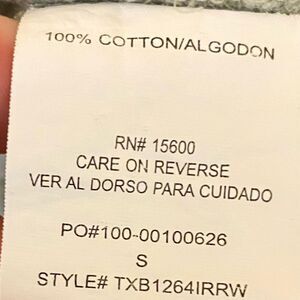 100% COTTON/ALGODON
RN# 15600
CARE ON REVERSE
VER AL DORSO PARA CUIDADO
PO#100-00100626
S
STYLE# TXB1264IRRW